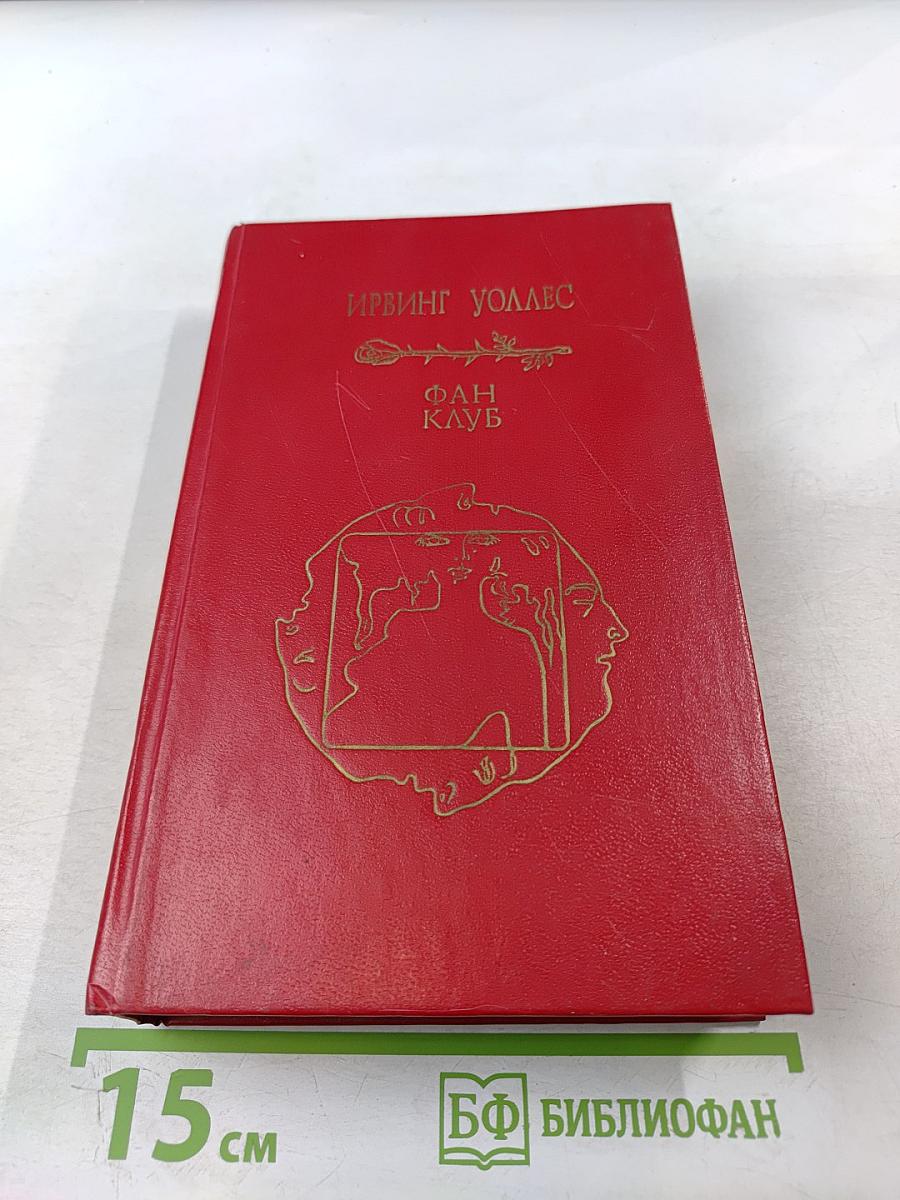 ИРВИНГ УОЛЛЕС
ФАН
КЛУБ
15 см
БФ БИБЛИОФАН